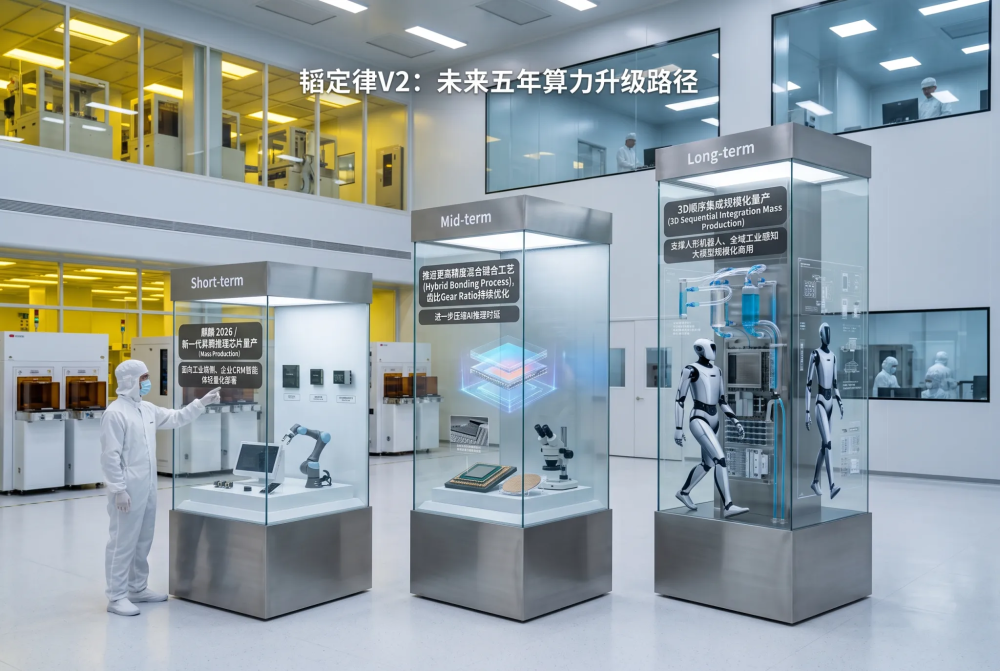 韬定律V2：未来五年算力升级路径
Short-term
麒麟 2026 /
新一代昇腾推理芯片量产
(Mass Production)
面向工业端侧、企业CRM智能
体轻量化部署
Mid-term
推进更高精度混合键合工艺
(Hybrid Bonding Process),
齿比Gear Ratio持续优化
进一步压缩AI推理时延
Long-term
3D顺序集成规模化量产
(3D Sequential Integration Mass
Production)
支撑人形机器人、全域工业感知
大模型规模化商用